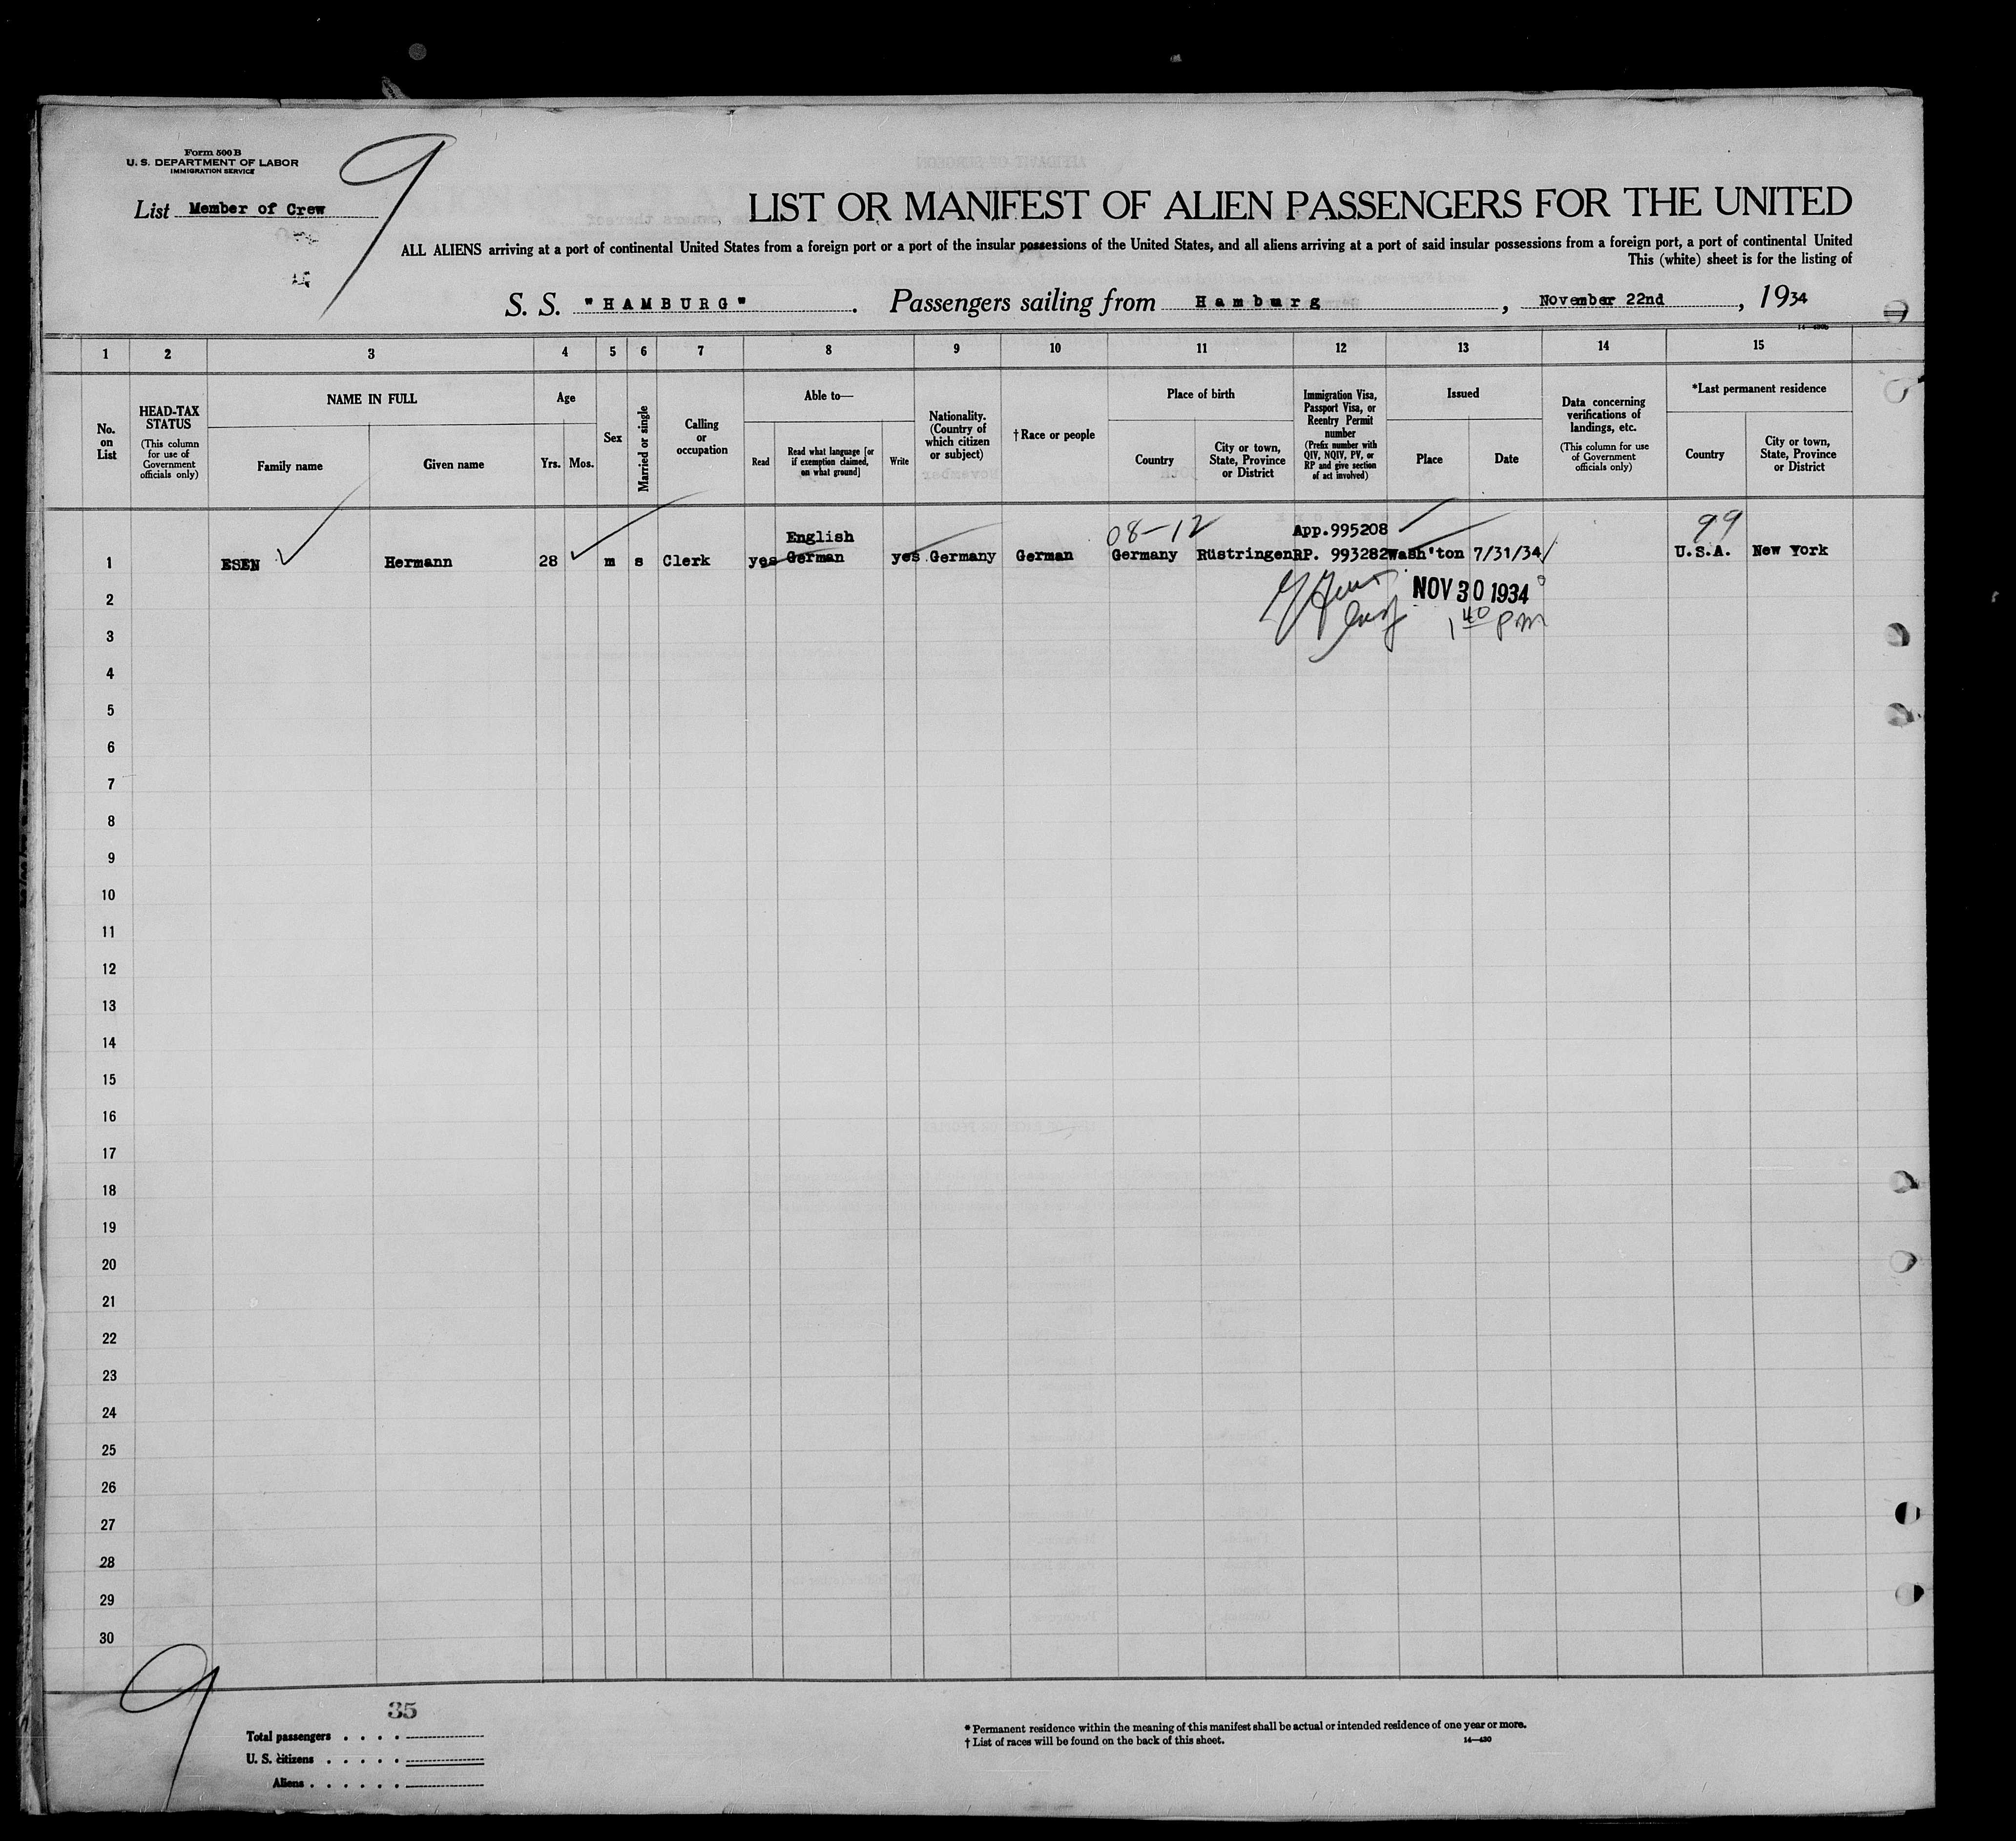 9
Form 500 B
U. S. DEPARTMENT OF LABOR
IMMIGRATION SERVICE
List Member of Crew
LIST OR MANIFEST OF ALIEN PASSENGERS FOR THE UNITED
ALL ALIENS arriving at a port of continental United States from a foreign port or a port of the insular possessions of the United States, and all aliens arriving at a port of said insular possessions from a foreign port, a port of continental United
This (white) sheet is for the listing of
S. S. "HAMBURG". Passengers sailing from Hamburg, November 22nd, 1934
1 2 3 4 5 6 7 8 9 10 11 12 13 14 15
No. on List
HEAD-TAX STATUS
(This column for use of Government officials only)
NAME IN FULL
Family name Given name
Age
Yrs. Mos.
Sex
Married or single
Calling or occupation
Able to—
Read
Read what language [or if exemption claimed, on what ground]
Write
Nationality. (Country of which citizen or subject)
†Race or people
Place of birth
Country
City or town, State, Province or District
Immigration Visa, Passport Visa, or Reentry Permit number
(Prefix number with QIV, NQIV, PV, or RP and give section of act involved)
Issued
Place Date
Data concerning verifications of landings, etc.
(This column for use of Government officials only)
*Last permanent residence
Country
City or town, State, Province or District
English 08-12 App.995208 99
1 ESEN Hermann 28 m s Clerk yes German yes Germany German Germany Rüstringen RP. 993282 Wash'ton 7/31/34 U.S.A. New York
NOV 30 1934
1 40 pm
2
3
4
5
6
7
8
9
10
11
12
13
14
15
16
17
18
19
20
21
22
23
24
25
26
27
28
29
30
9
35
Total passengers . . . .
U. S. citizens . . . . .
Aliens . . . . . .
* Permanent residence within the meaning of this manifest shall be actual or intended residence of one year or more.
† List of races will be found on the back of this sheet.
14—430